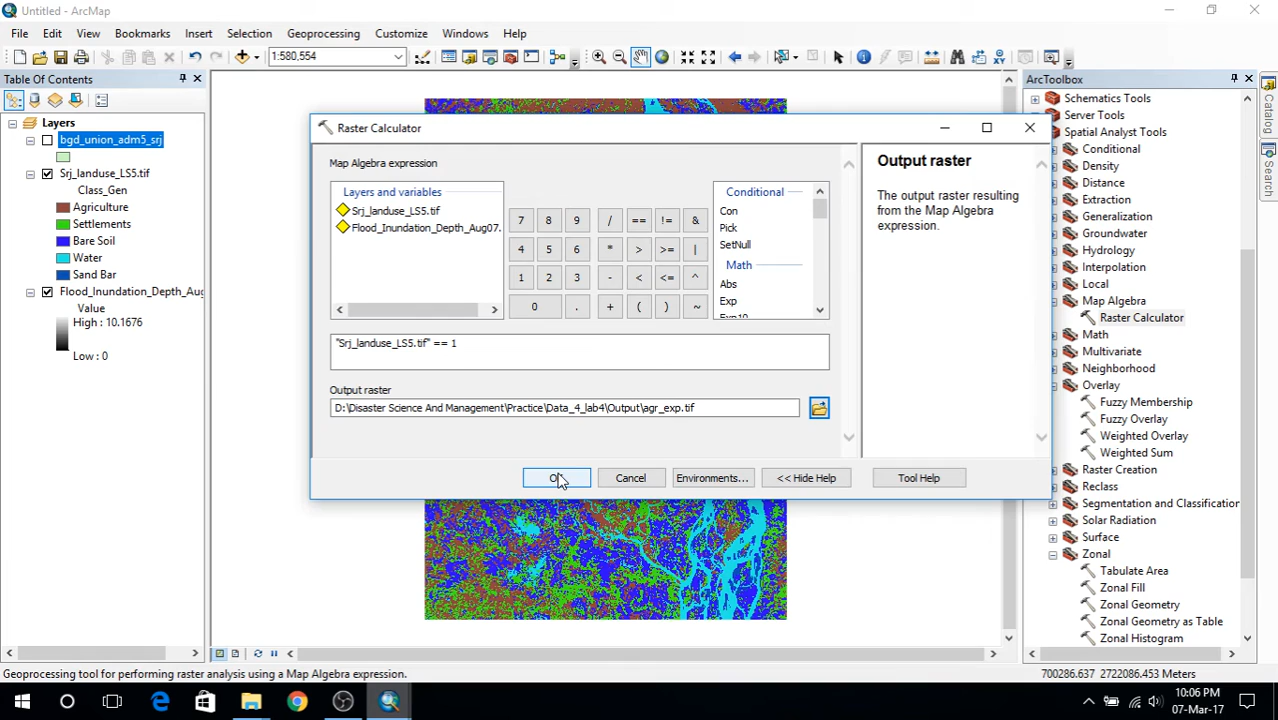 Untitled - ArcMap
File Edit View Bookmarks Insert Selection Geoprocessing Customize Windows Help
1:580,554
Table Of Contents
Layers
bgd_union_adm5_srj
Srj_landuse_LS5.tif
Class_Gen
Agriculture
Settlements
Bare Soil
Water
Sand Bar
Flood_Inundation_Depth_Aug
Value
High : 10.1676
Low : 0
Raster Calculator
Map Algebra expression
Layers and variables
Srj_landuse_LS5.tif
Flood_Inundation_Depth_Aug07.
7 8 9 / == != &
4 5 6 * > >= |
1 2 3 - < <= ^
0 . + ( ) ~
Conditional
Con
Pick
SetNull
Math
Abs
Exp
Exp10
"Srj_landuse_LS5.tif" == 1
Output raster
D:\Disaster Science And Management\Practice\Data_4_lab4\Output\agr_exp.tif
Cancel Environments... << Hide Help Tool Help
Output raster
The output raster resulting
from the Map Algebra
expression.
ArcToolbox
Schematics Tools
Server Tools
Spatial Analyst Tools
Conditional
Density
Distance
Extraction
Generalization
Groundwater
Hydrology
Interpolation
Local
Map Algebra
Raster Calculator
Math
Multivariate
Neighborhood
Overlay
Fuzzy Membership
Fuzzy Overlay
Weighted Overlay
Weighted Sum
Raster Creation
Reclass
Segmentation and Classification
Solar Radiation
Surface
Zonal
Tabulate Area
Zonal Fill
Zonal Geometry
Zonal Geometry as Table
Zonal Histogram
Catalog
Search
Geoprocessing tool for performing raster analysis using a Map Algebra expression.
700286.637 2722086.453 Meters
10:06 PM
07-Mar-17